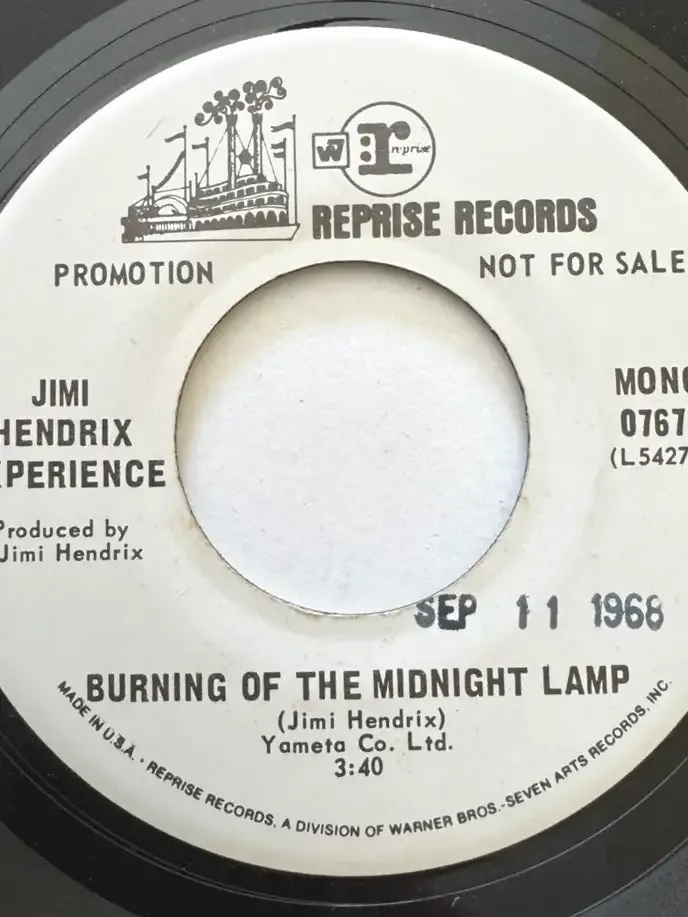 W7 r reprise
REPRISE RECORDS
PROMOTION NOT FOR SALE
JIMI
HENDRIX
XPERIENCE
Produced by
Jimi Hendrix
MONO
0767
(L5427
SEP 11 1968
BURNING OF THE MIDNIGHT LAMP
(Jimi Hendrix)
Yameta Co. Ltd.
3:40
MADE IN U.S.A. • REPRISE RECORDS, A DIVISION OF WARNER BROS.-SEVEN ARTS RECORDS, INC.